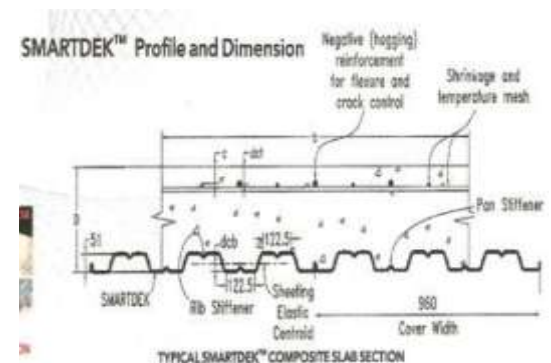 SMARTDEK™ Profile and Dimension
Negative (hogging)
reinforcement
for flexure and
crack control
Shrinkage and
temperature mesh
c
dct
Pan Stiffener
51
dcb
(122.5)
(122.5)
SMARTDEK
Rib Stiffener
Sheeting
Elastic
Centroid
960
Cover Width
TYPICAL SMARTDEK™ COMPOSITE SLAB SECTION